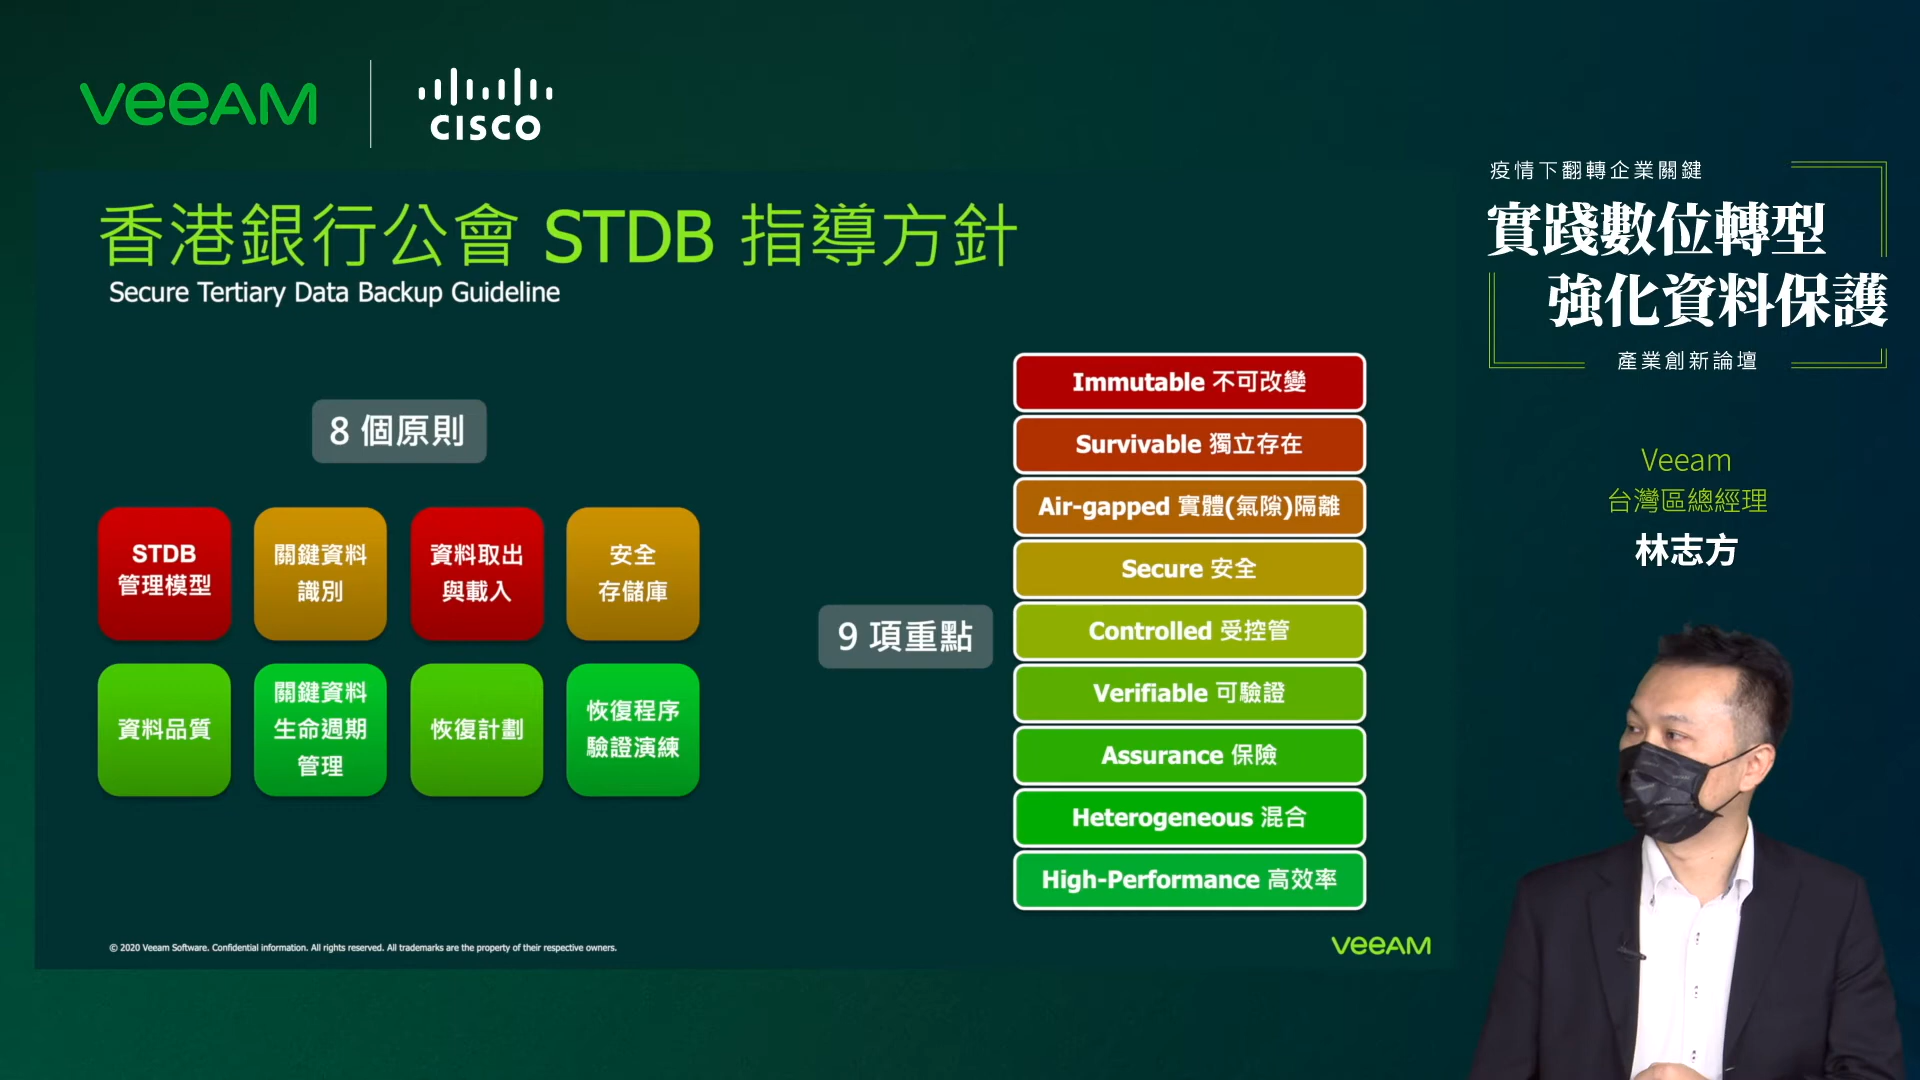 veeAM
CISCO
香港銀行公會 STDB 指導方針
Secure Tertiary Data Backup Guideline
8 個原則
STDB
管理模型
關鍵資料
識別
資料取出
與載入
安全
存儲庫
資料品質
關鍵資料
生命週期
管理
恢復計劃
恢復程序
驗證演練
9 項重點
Immutable 不可改變
Survivable 獨立存在
Air-gapped 實體(氣隙)隔離
Secure 安全
Controlled 受控管
Verifiable 可驗證
Assurance 保險
Heterogeneous 混合
High-Performance 高效率
© 2020 Veeam Software. Confidential information. All rights reserved. All trademarks are the property of their respective owners.
veeAM
疫情下翻轉企業關鍵
實踐數位轉型
強化資料保護
產業創新論壇
Veeam
台灣區總經理
林志方